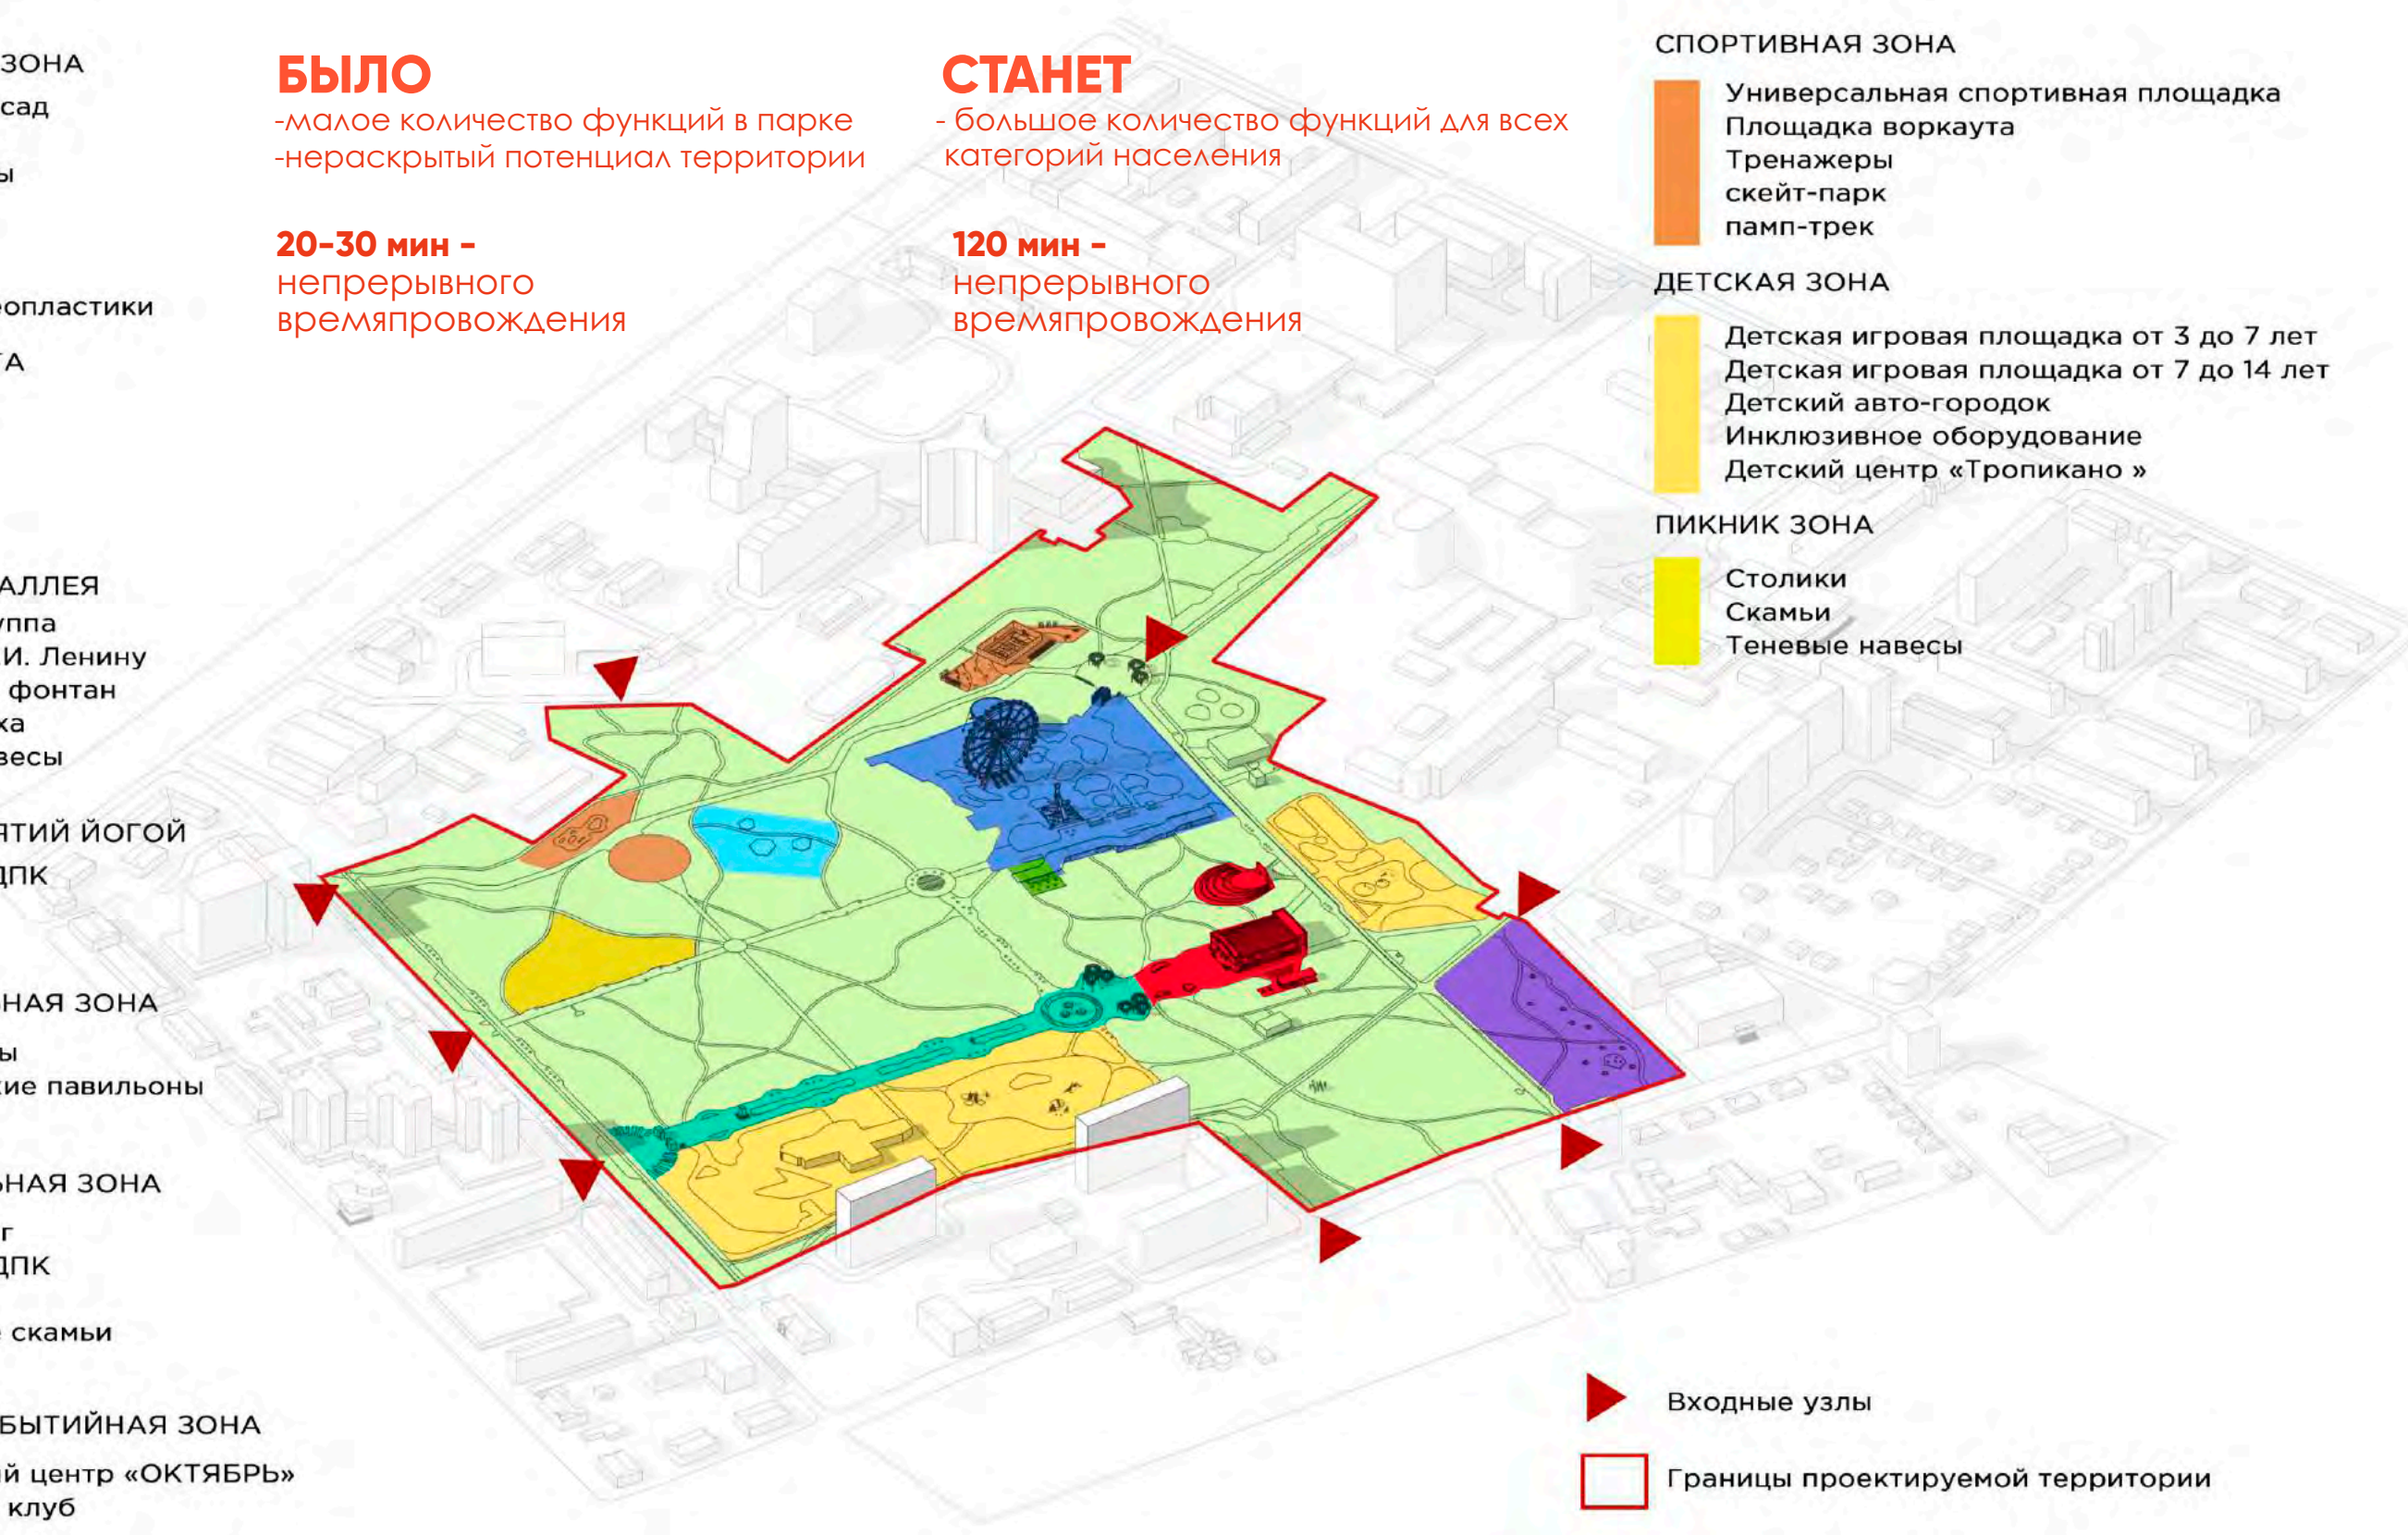 ЗОНА
сад
ы
опластики
ТА
АЛЛЕЯ
уппа
И. Ленину
фонтан
ка
весы
ЯТИЙ ЙОГОЙ
ДПК
НАЯ ЗОНА
ы
кие павильоны
ЬНАЯ ЗОНА
г
ДПК
скамьи
БЫТИЙНАЯ ЗОНА
й центр «ОКТЯБРЬ»
клуб
БЫЛО
-малое количество функций в парке
-нераскрытый потенциал территории
20-30 мин -
непрерывного
времяпровождения
СТАНЕТ
- большое количество функций для всех
категорий населения
120 мин -
непрерывного
времяпровождения
СПОРТИВНАЯ ЗОНА
Универсальная спортивная площадка
Площадка воркаута
Тренажеры
скейт-парк
памп-трек
ДЕТСКАЯ ЗОНА
Детская игровая площадка от 3 до 7 лет
Детская игровая площадка от 7 до 14 лет
Детский авто-городок
Инклюзивное оборудование
Детский центр «Тропикано »
ПИКНИК ЗОНА
Столики
Скамьи
Теневые навесы
Входные узлы
Границы проектируемой территории